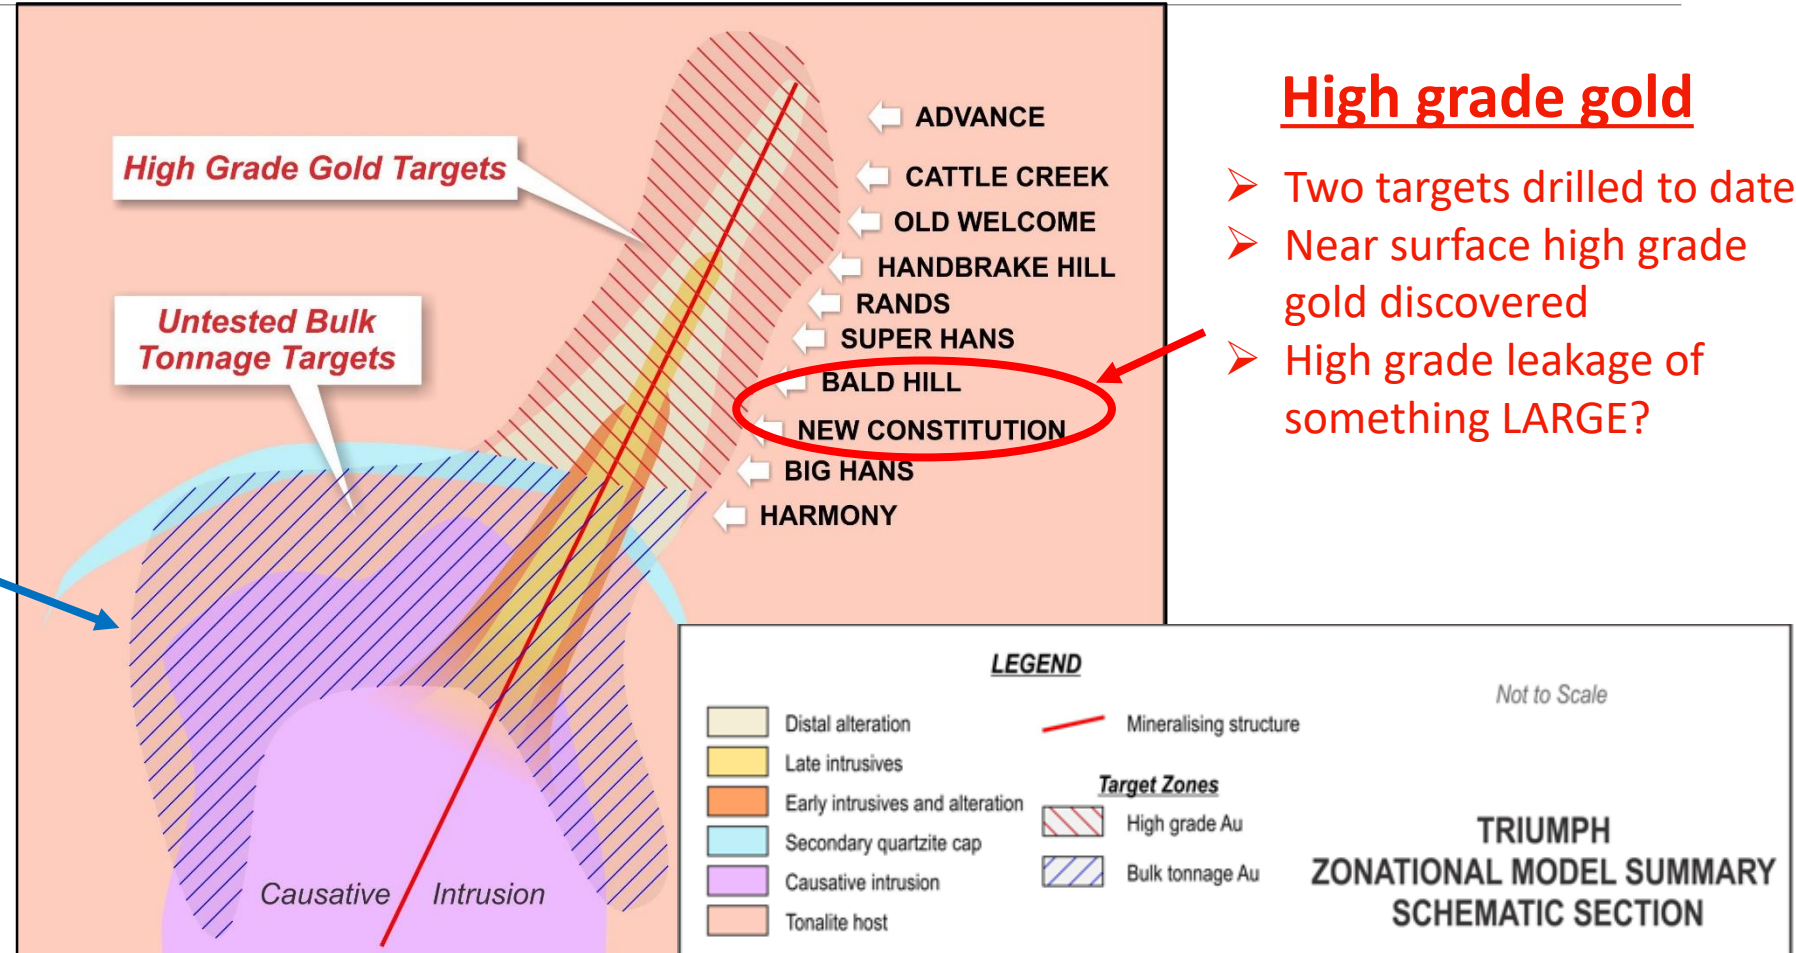 High grade gold
➢ Two targets drilled to date
➢ Near surface high grade
gold discovered
➢ High grade leakage of
something LARGE?
High Grade Gold Targets
Untested Bulk
Tonnage Targets
ADVANCE
CATTLE CREEK
OLD WELCOME
HANDBRAKE HILL
RANDS
SUPER HANS
BALD HILL
NEW CONSTITUTION
BIG HANS
HARMONY
Causative Intrusion
LEGEND
Distal alteration
Late intrusives
Early intrusives and alteration
Secondary quartzite cap
Causative intrusion
Tonalite host
Mineralising structure
Target Zones
High grade Au
Bulk tonnage Au
Not to Scale
TRIUMPH
ZONATIONAL MODEL SUMMARY
SCHEMATIC SECTION